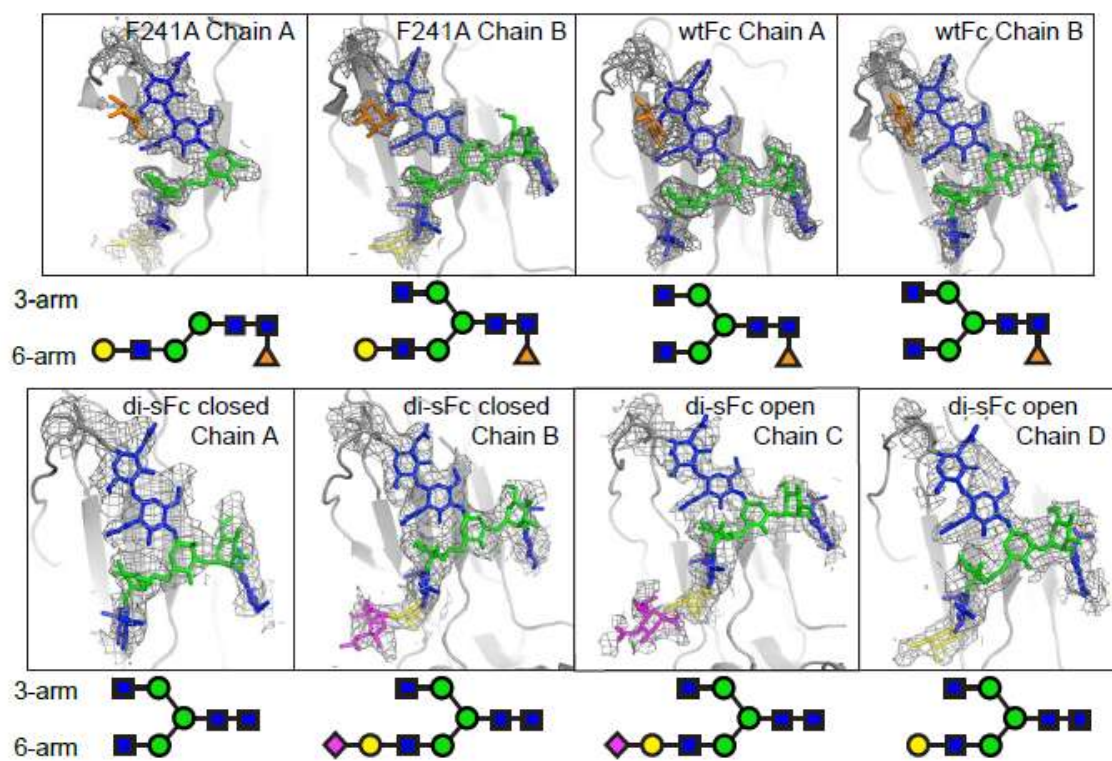 F241A Chain A
F241A Chain B
wtFc Chain A
wtFc Chain B
3-arm
6-arm
di-sFc closed
Chain A
di-sFc closed
Chain B
di-sFc open
Chain C
di-sFc open
Chain D
3-arm
6-arm